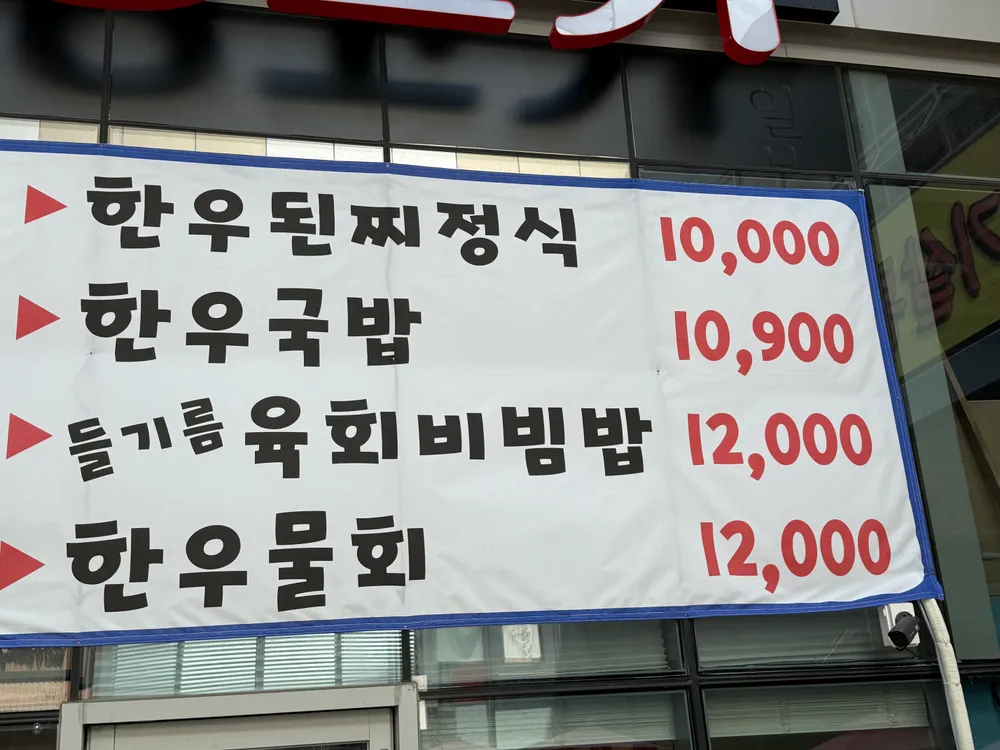 한우된찌정식 10,000
한우국밥 10,900
들기름 육회비빔밥 12,000
한우물회 12,000